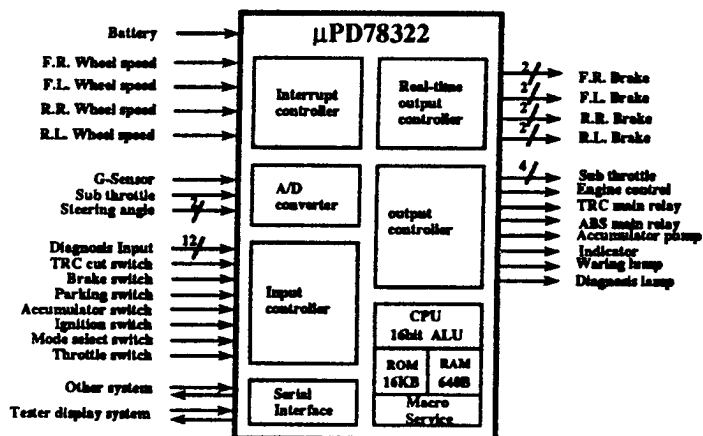 μPD78322
Battery
F.R. Wheel speed
F.L. Wheel speed
R.R. Wheel speed
R.L. Wheel speed
G-Sensor
Sub throttle
Steering angle
2
Diagnosis Input
12
TRC cut switch
Brake switch
Parking switch
Accumulator switch
Ignition switch
Mode select switch
Throttle switch
Other system
Tester display system
Interrupt
controller
Real-time
output
controller
A/D
converter
output
controller
Input
controller
CPU
16bit ALU
ROM
16KB
RAM
640B
Macro
Service
Serial
Interface
2
F.R. Brake
2
F.L. Brake
2
R.R. Brake
2
R.L. Brake
4
Sub throttle
Engine control
TRC main relay
ABS main relay
Accumulator pump
Indicator
Waring lamp
Diagnosis lamp